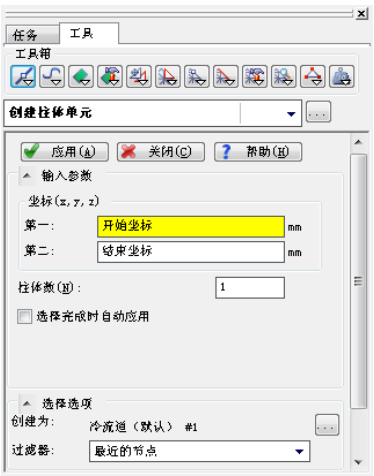 任务 工具
工具箱
创建柱体单元 ...
应用(A) 关闭(C) ? 帮助(H)
输入参数
坐标(x,y,z)
第一: 开始坐标 mm
第二: 结束坐标 mm
柱体数(N): 1
选择完成时自动应用
选择选项
创建为: 冷流道（默认） #1 ...
过滤器: 最近的节点